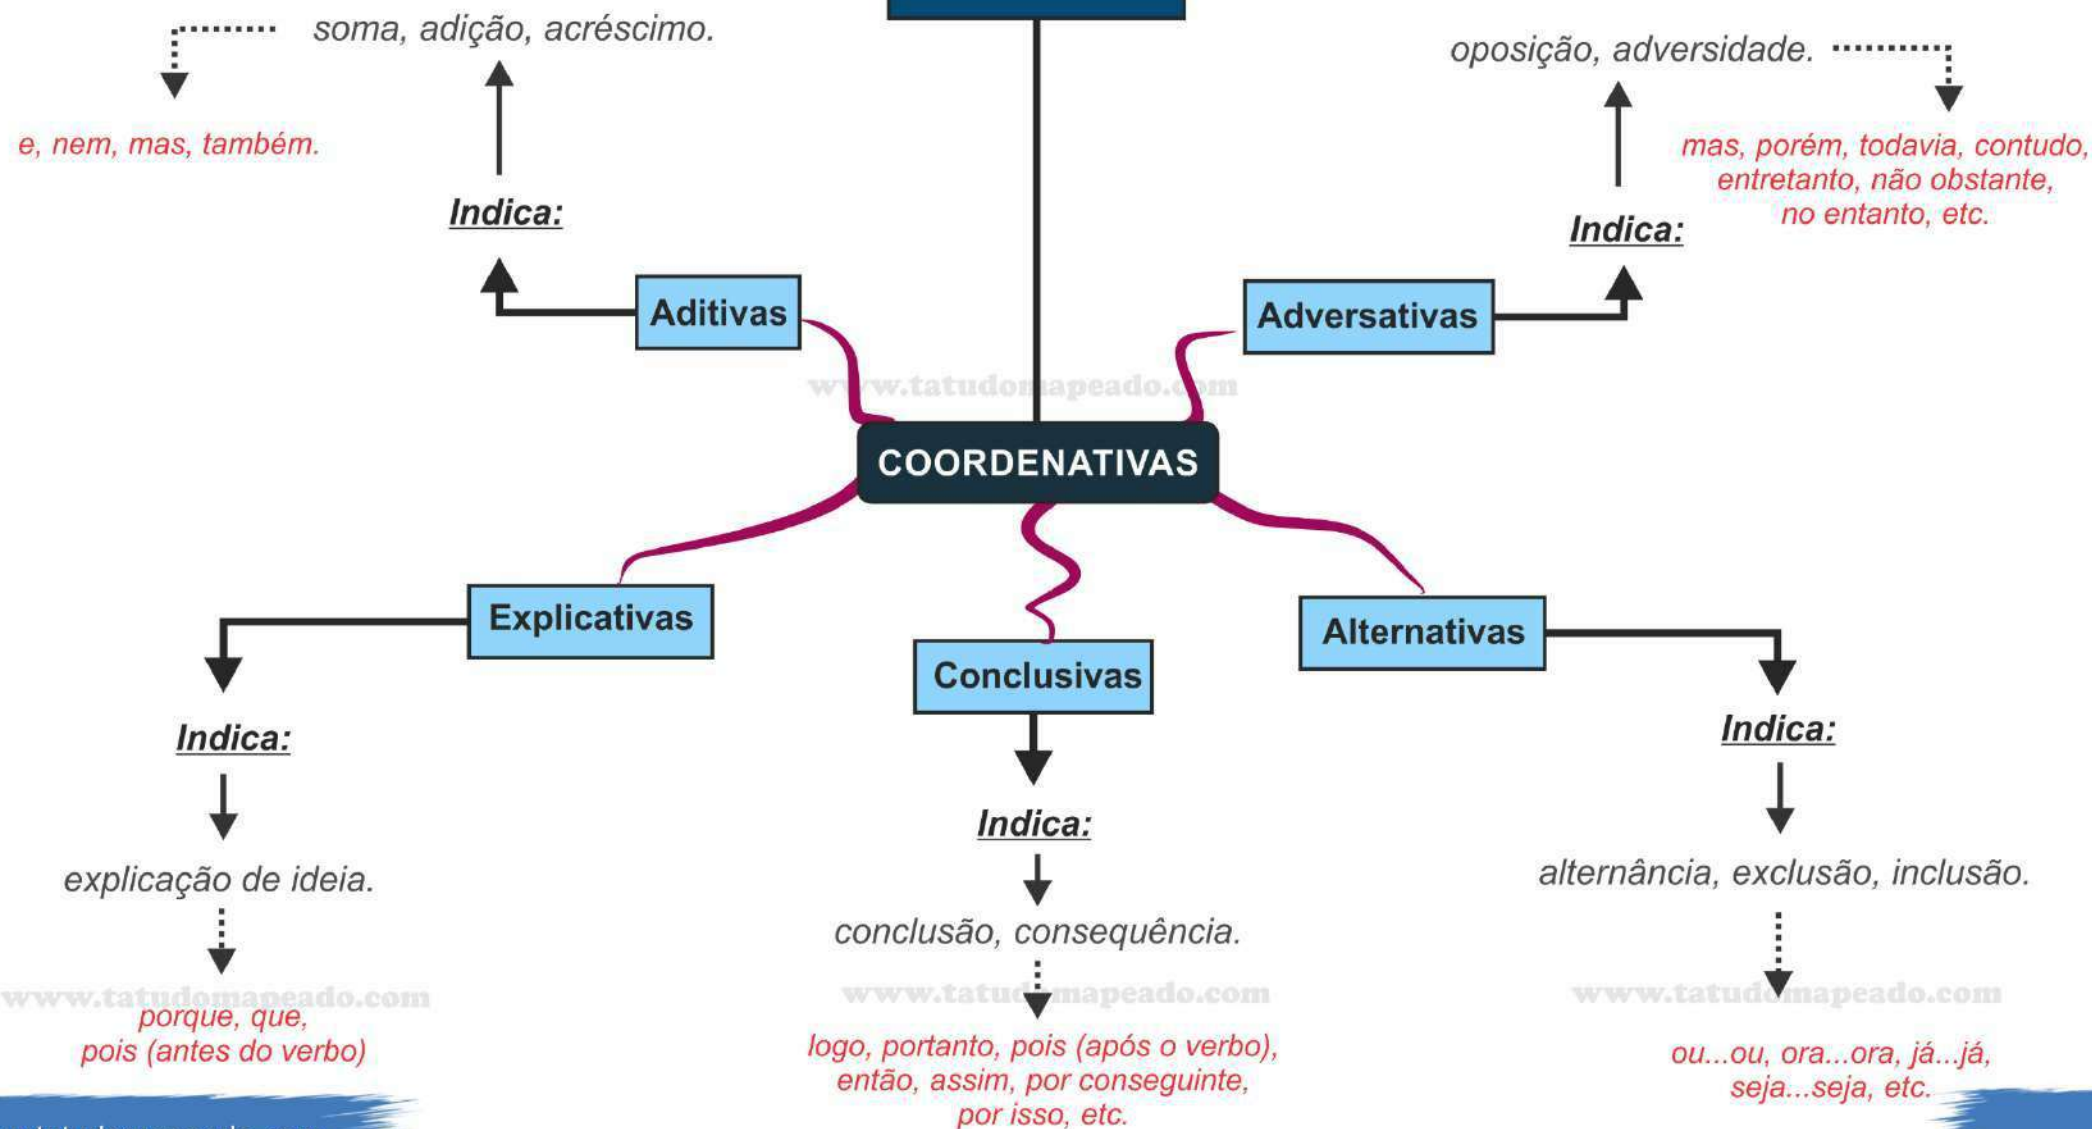 soma, adição, acréscimo.
e, nem, mas, também.
Indica:
Aditivas
oposição, adversidade.
mas, porém, todavia, contudo,
entretanto, não obstante,
no entanto, etc.
Indica:
Adversativas
www.tatudomapeado.com
COORDENATIVAS
Explicativas
Indica:
explicação de ideia.
www.tatudomapeado.com
porque, que,
pois (antes do verbo)
Conclusivas
Indica:
conclusão, consequência.
www.tatudomapeado.com
logo, portanto, pois (após o verbo),
então, assim, por conseguinte,
por isso, etc.
Alternativas
Indica:
alternância, exclusão, inclusão.
www.tatudomapeado.com
ou...ou, ora...ora, já...já,
seja...seja, etc.